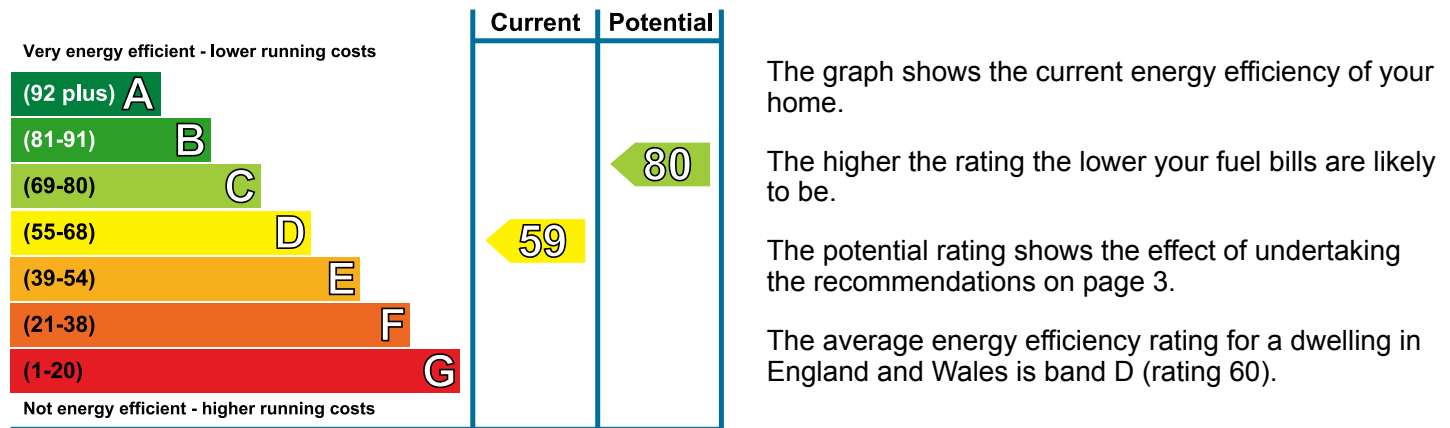 Current Potential
Very energy efficient - lower running costs
(92 plus) A
(81-91) B
80
(69-80) C
(55-68) D
59
(39-54) E
(21-38) F
(1-20) G
Not energy efficient - higher running costs
The graph shows the current energy efficiency of your
home.
The higher the rating the lower your fuel bills are likely
to be.
The potential rating shows the effect of undertaking
the recommendations on page 3.
The average energy efficiency rating for a dwelling in
England and Wales is band D (rating 60).